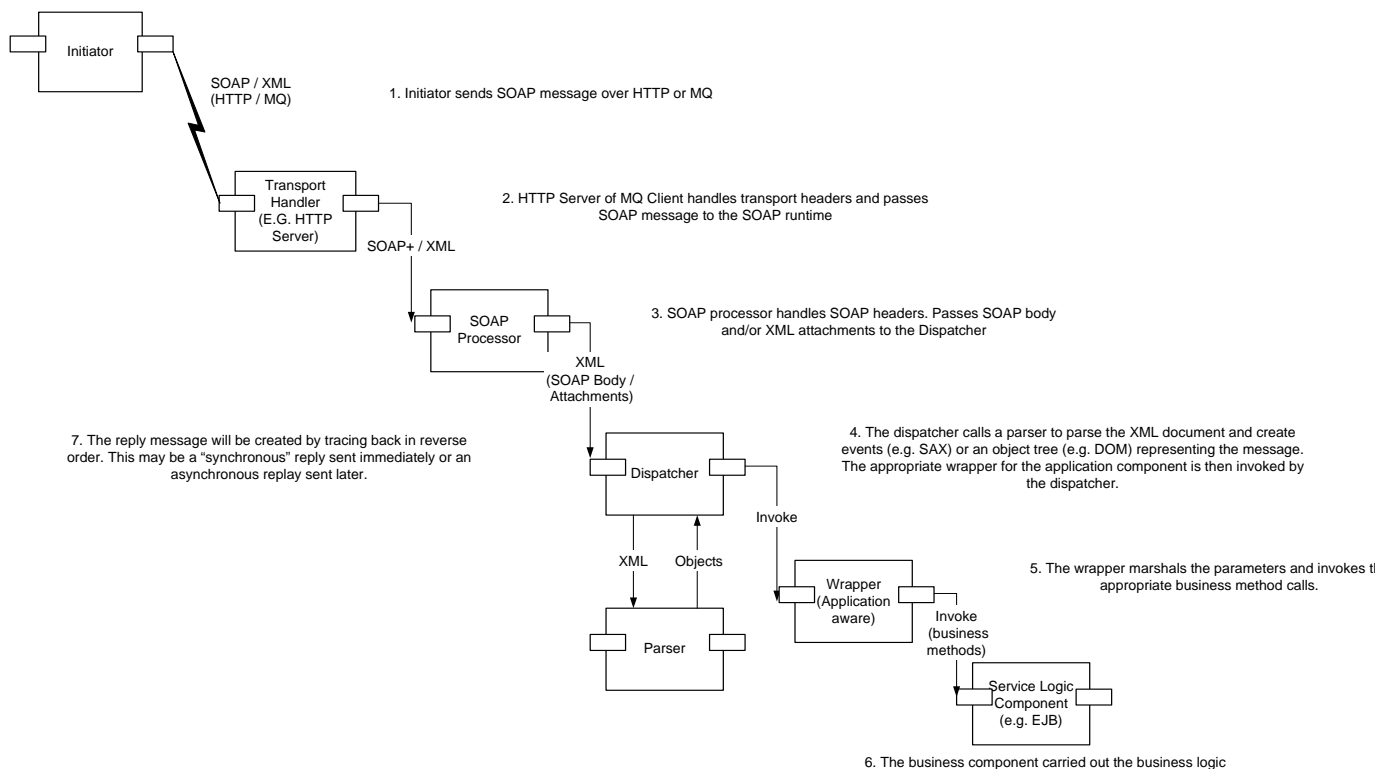 Initiator
SOAP / XML
(HTTP / MQ)
1. Initiator sends SOAP message over HTTP or MQ
Transport
Handler
(E.G. HTTP
Server)
2. HTTP Server of MQ Client handles transport headers and passes
SOAP message to the SOAP runtime
SOAP+ / XML
SOAP
Processor
3. SOAP processor handles SOAP headers. Passes SOAP body
and/or XML attachments to the Dispatcher
XML
(SOAP Body /
Attachments)
7. The reply message will be created by tracing back in reverse
order. This may be a “synchronous” reply sent immediately or an
asynchronous replay sent later.
Dispatcher
4. The dispatcher calls a parser to parse the XML document and create
events (e.g. SAX) or an object tree (e.g. DOM) representing the message.
The appropriate wrapper for the application component is then invoked by
the dispatcher.
Invoke
XML
Objects
Parser
Wrapper
(Application
aware)
5. The wrapper marshals the parameters and invokes
appropriate business method calls.
Invoke
(business
methods)
Service Logic
Component
(e.g. EJB)
6. The business component carried out the business logic